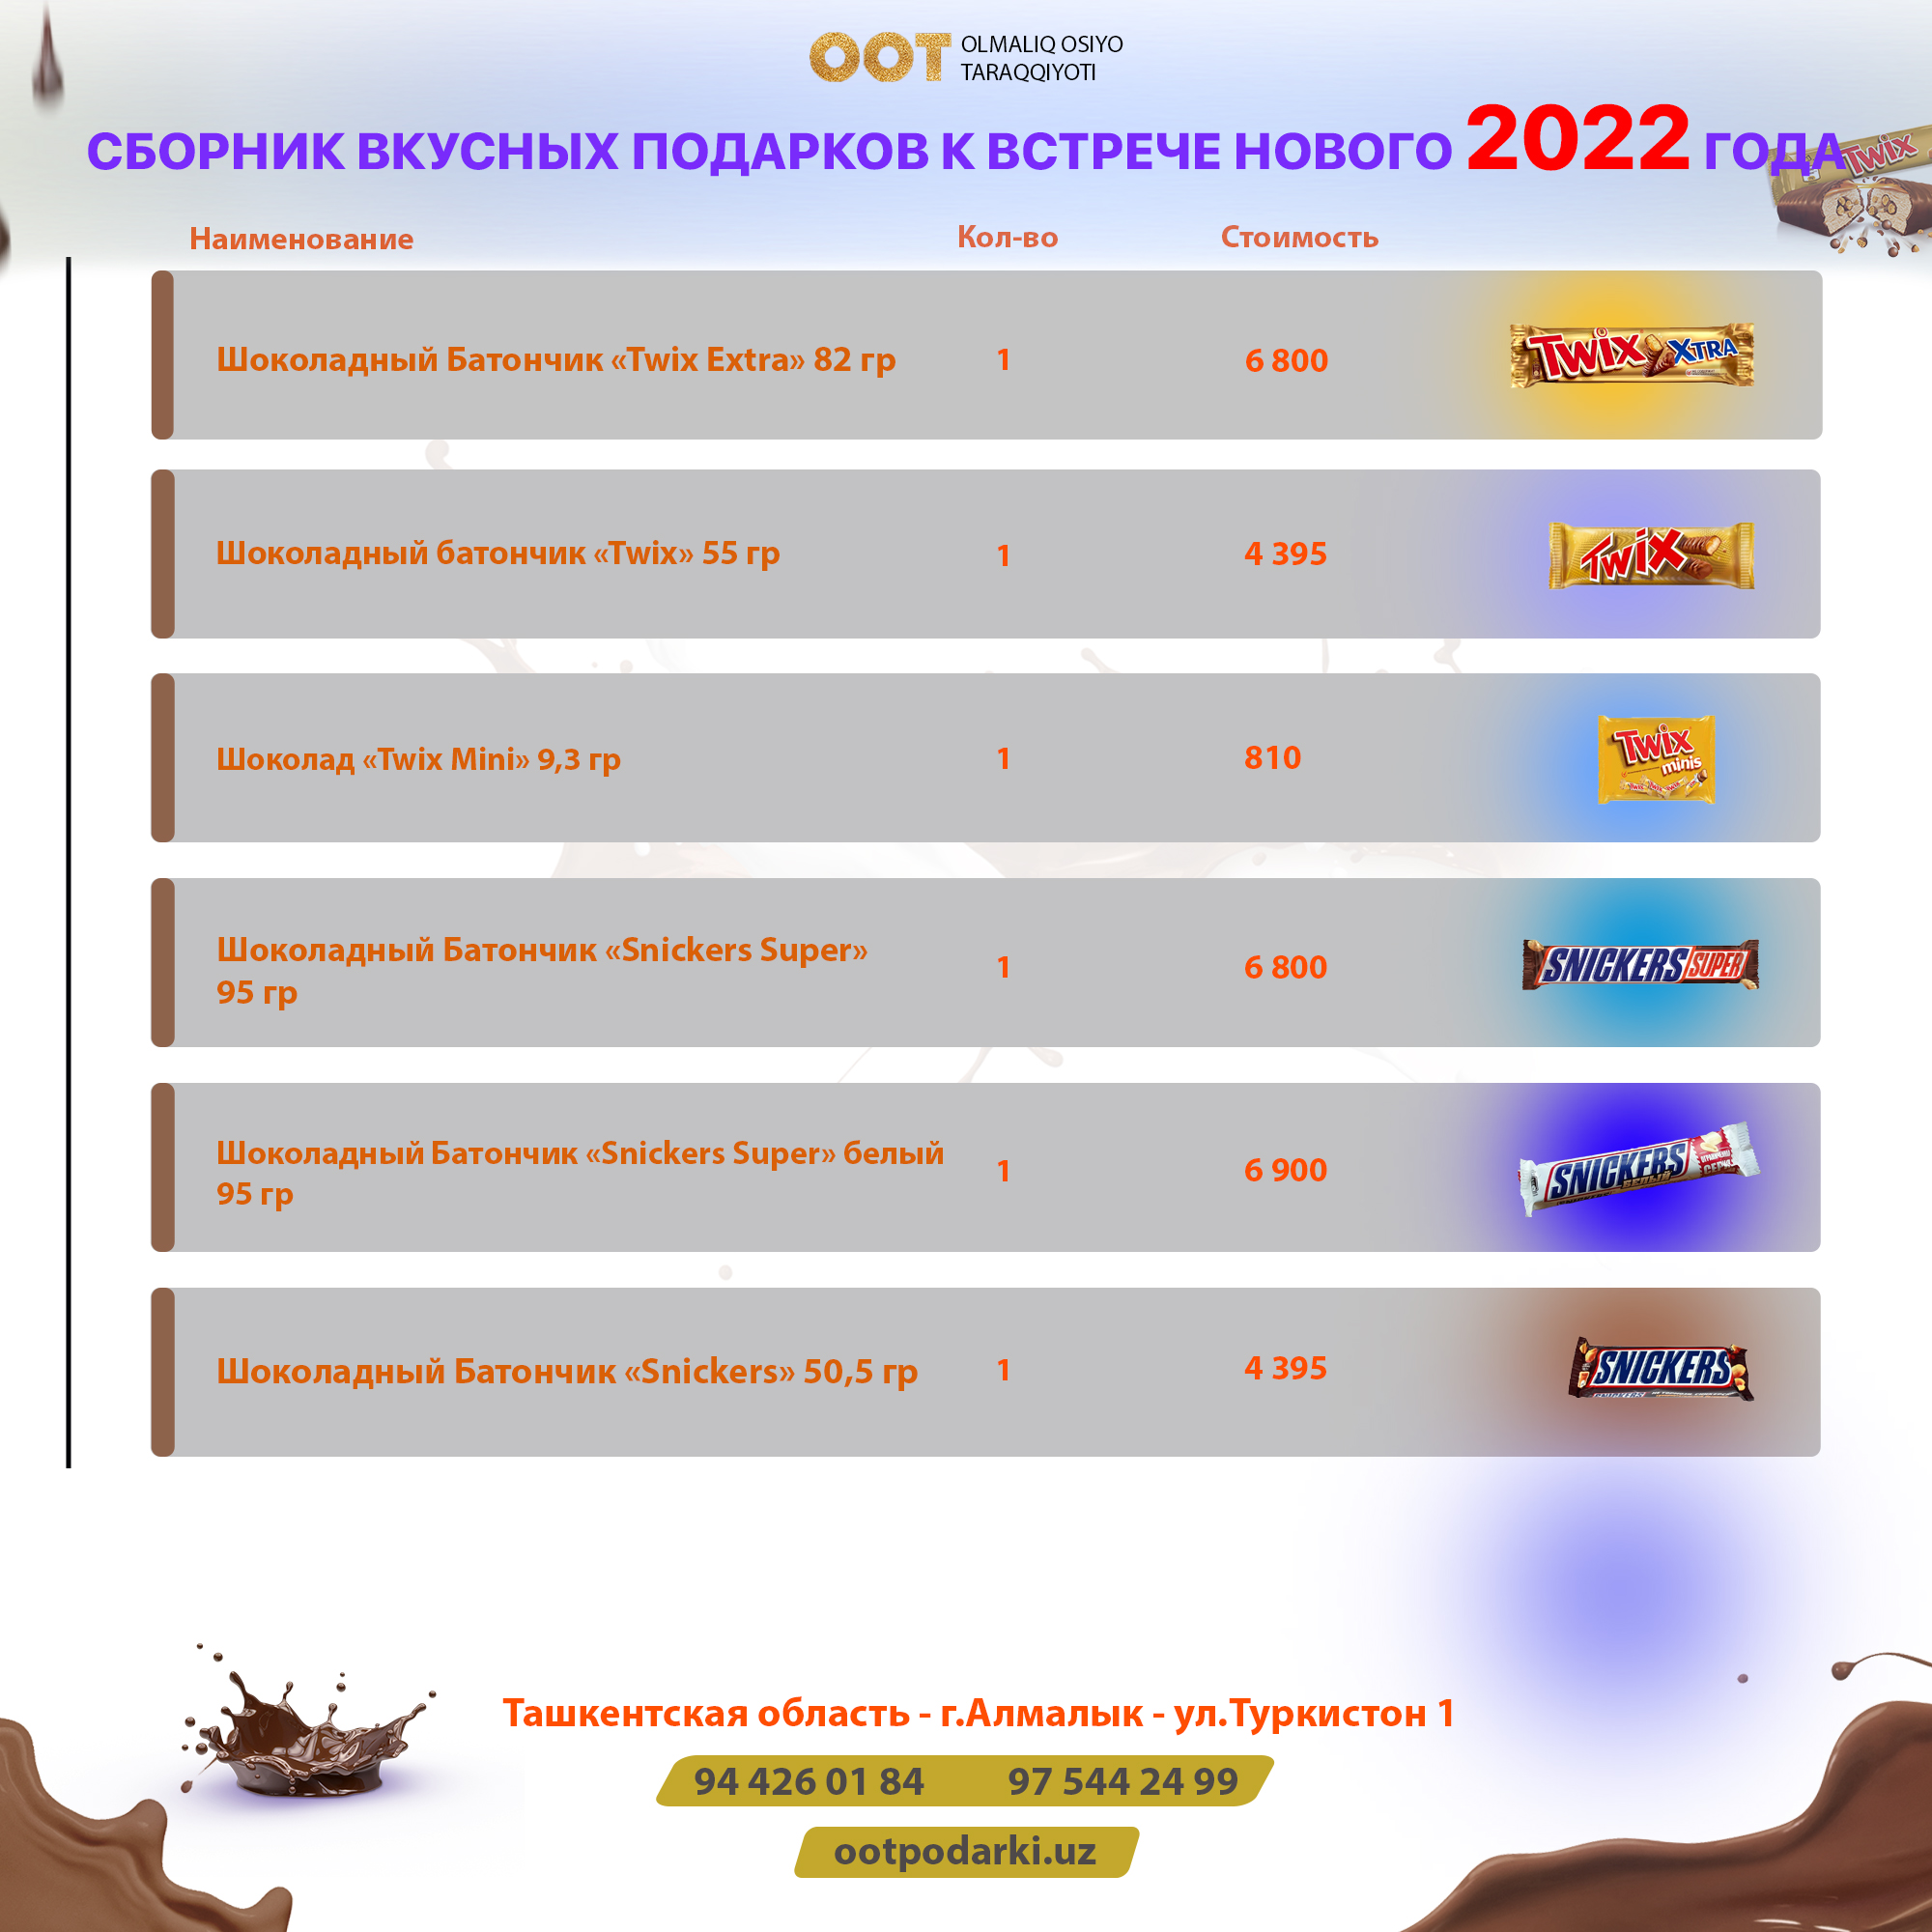 OOT OLMALIQ OSIYO
TARAQQIYOTI
СБОРНИК ВКУСНЫХ ПОДАРКОВ К ВСТРЕЧЕ НОВОГО 2022 ГОДА
TWIX
Наименование Кол-во Стоимость
Шоколадный Батончик «Twix Extra» 82 гр 1 6 800
TWIX XTRA
Шоколадный батончик «Twix» 55 гр 1 4 395
TWIX
Шоколад «Twix Mini» 9,3 гр 1 810
TWIX
minis
Шоколадный Батончик «Snickers Super»
95 гр
1 6 800
SNICKERS SUPER
Шоколадный Батончик «Snickers Super» белый
95 гр
1 6 900
SNICKERS
Шоколадный Батончик «Snickers» 50,5 гр 1 4 395
SNICKERS
Ташкентская область - г.Алмалык - ул.Туркистон 1
94 426 01 84 97 544 24 99
ootpodarki.uz